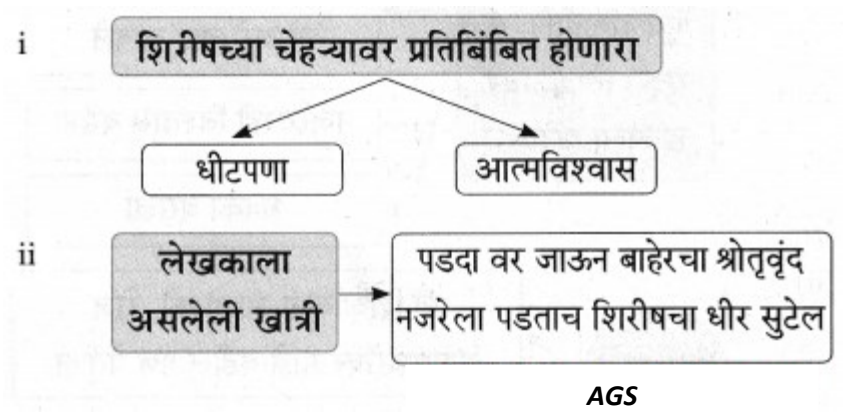 i
शिरीषच्या चेहऱ्यावर प्रतिबिंबित होणारा
धीटपणा
आत्मविश्वास
ii
लेखकाला
असलेली खात्री
पडदा वर जाऊन बाहेरचा श्रोतृवृंद
नजरेला पडताच शिरीषचा धीर सुटेल
AGS